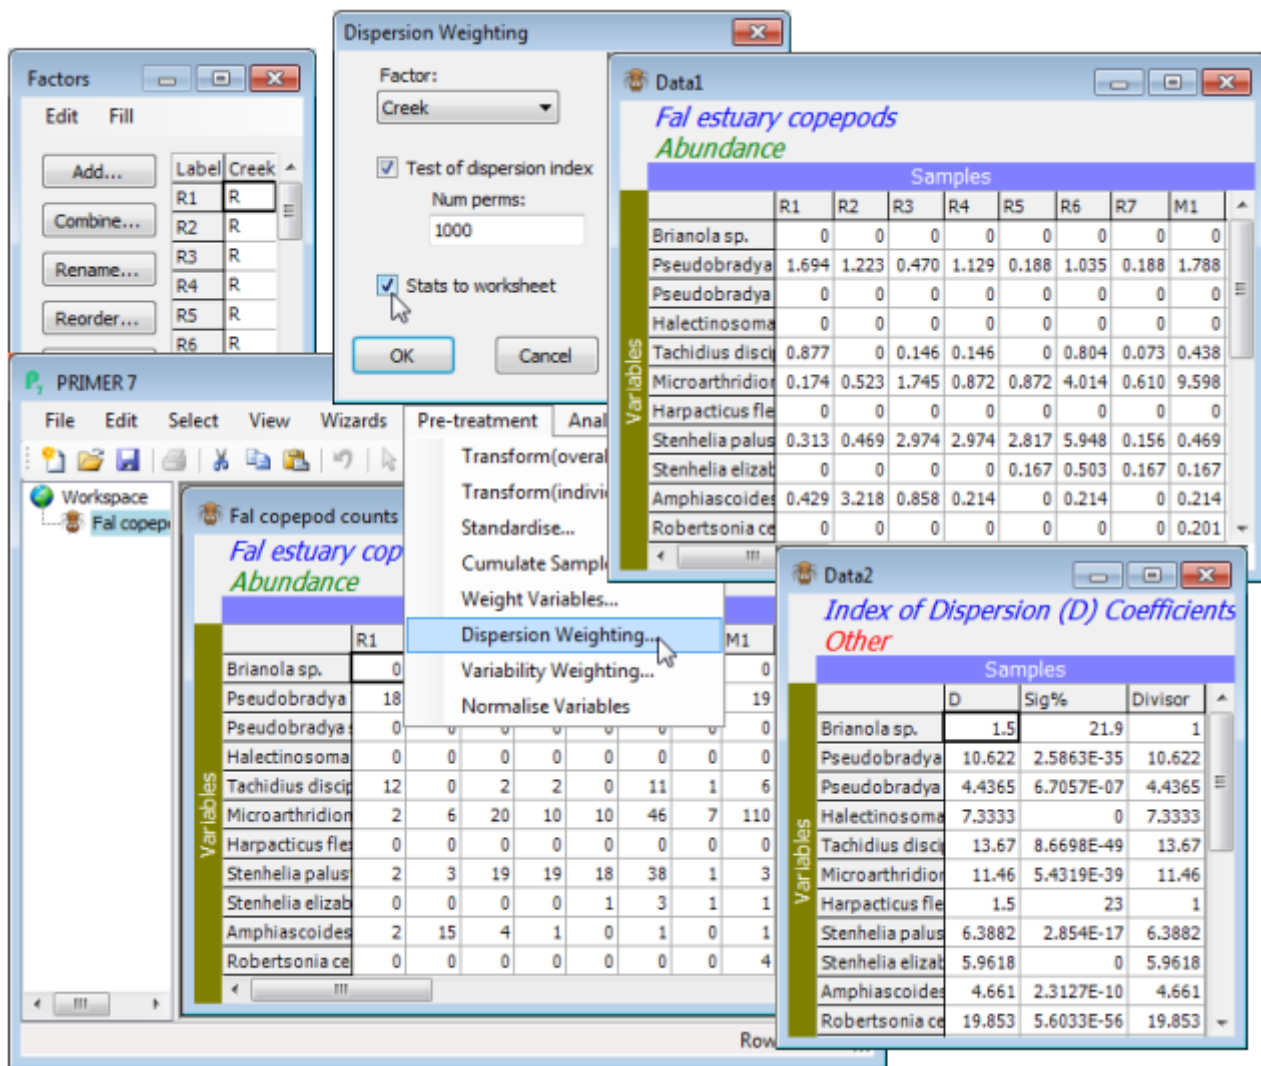 Factors
Edit Fill
Add...
Combine...
Rename...
Reorder...
Label Creek
R1 R
R2 R
R3 R
R4 R
R5 R
R6 R
Dispersion Weighting
Factor:
Creek
Test of dispersion index
Num perms:
1000
Stats to worksheet
OK Cancel
Data1
Fal estuary copepods
Abundance
Samples
Variables
R1 R2 R3 R4 R5 R6 R7 M1
Brianola sp. 0 0 0 0 0 0 0 0
Pseudobradya 1.694 1.223 0.470 1.129 0.188 1.035 0.188 1.788
Pseudobradya 0 0 0 0 0 0 0 0
Halectinosoma 0 0 0 0 0 0 0 0
Tachidius disci 0.877 0 0.146 0.146 0 0.804 0.073 0.438
Microarthridior 0.174 0.523 1.745 0.872 0.872 4.014 0.610 9.598
Harpacticus fle 0 0 0 0 0 0 0 0
Stenhelia palus 0.313 0.469 2.974 2.974 2.817 5.948 0.156 0.469
Stenhelia elizab 0 0 0 0 0.167 0.503 0.167 0.167
Amphiascoides 0.429 3.218 0.858 0.214 0 0.214 0 0.214
Robertsonia ce 0 0 0 0 0 0 0 0.201
PRIMER 7
File Edit Select View Wizards Pre-treatment Anal
Transform(overal
Transform(indivi
Standardise...
Cumulate Sampl
Weight Variables...
Dispersion Weighting...
Variability Weighting...
Normalise Variables
Workspace
Fal copep
Fal copepod counts
Fal estuary cop
Abundance
Variables
R1 M1
Brianola sp. 0 0
Pseudobradya 18 19
Pseudobradya s 0 0 0 0 0 0 0 0
Halectinosoma 0 0 0 0 0 0 0 0
Tachidius discip 12 0 2 2 0 11 1 6
Microarthridion 2 6 20 10 10 46 7 110
Harpacticus fle 0 0 0 0 0 0 0 0
Stenhelia palus 2 3 19 19 18 38 1 3
Stenhelia elizab 0 0 0 0 1 3 1 1
Amphiascoides 2 15 4 1 0 1 0 1
Robertsonia ce 0 0 0 0 0 0 0 4
Row
Data2
Index of Dispersion (D) Coefficients
Other
Samples
Variables
D Sig% Divisor
Brianola sp. 1.5 21.9 1
Pseudobradya 10.622 2.5863E-35 10.622
Pseudobradya 4.4365 6.7057E-07 4.4365
Halectinosoma 7.3333 0 7.3333
Tachidius disci 13.67 8.6698E-49 13.67
Microarthridior 11.46 5.4319E-39 11.46
Harpacticus fle 1.5 23 1
Stenhelia palus 6.3882 2.854E-17 6.3882
Stenhelia elizab 5.9618 0 5.9618
Amphiascoides 4.661 2.3127E-10 4.661
Robertsonia ce 19.853 5.6033E-56 19.853